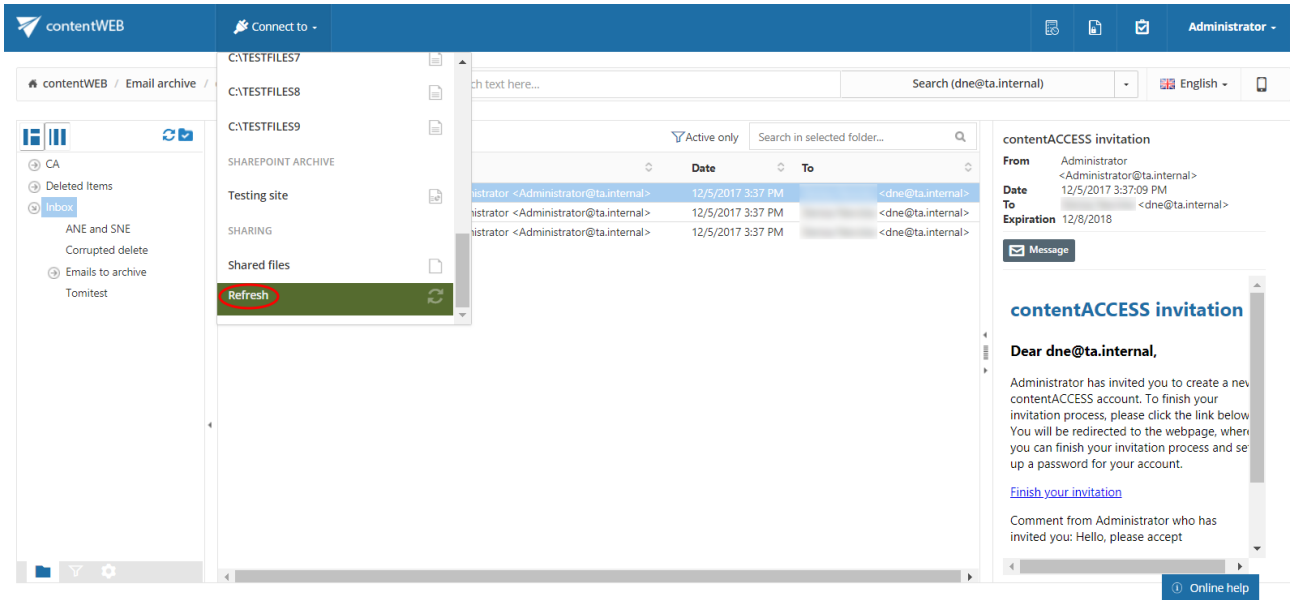 contentWEB
Connect to
Administrator
contentWEB / Email archive /
ch text here...
Search (dne@ta.internal)
English
C:\TESTFILES7
C:\TESTFILES8
C:\TESTFILES9
SHAREPOINT ARCHIVE
Testing site
SHARING
Shared files
Refresh
CA
Deleted Items
Inbox
ANE and SNE
Corrupted delete
Emails to archive
Tomitest
Active only
Search in selected folder...
Date To
istrator <Administrator@ta.internal> 12/5/2017 3:37 PM <dne@ta.internal>
istrator <Administrator@ta.internal> 12/5/2017 3:37 PM <dne@ta.internal>
istrator <Administrator@ta.internal> 12/5/2017 3:37 PM <dne@ta.internal>
contentACCESS invitation
From Administrator
<Administrator@ta.internal>
Date 12/5/2017 3:37:09 PM
To <dne@ta.internal>
Expiration 12/8/2018
Message
contentACCESS invitation
Dear dne@ta.internal,
Administrator has invited you to create a new
contentACCESS account. To finish your
invitation process, please click the link below
You will be redirected to the webpage, where
you can finish your invitation process and se
up a password for your account.
Finish your invitation
Comment from Administrator who has
invited you: Hello, please accept
Online help